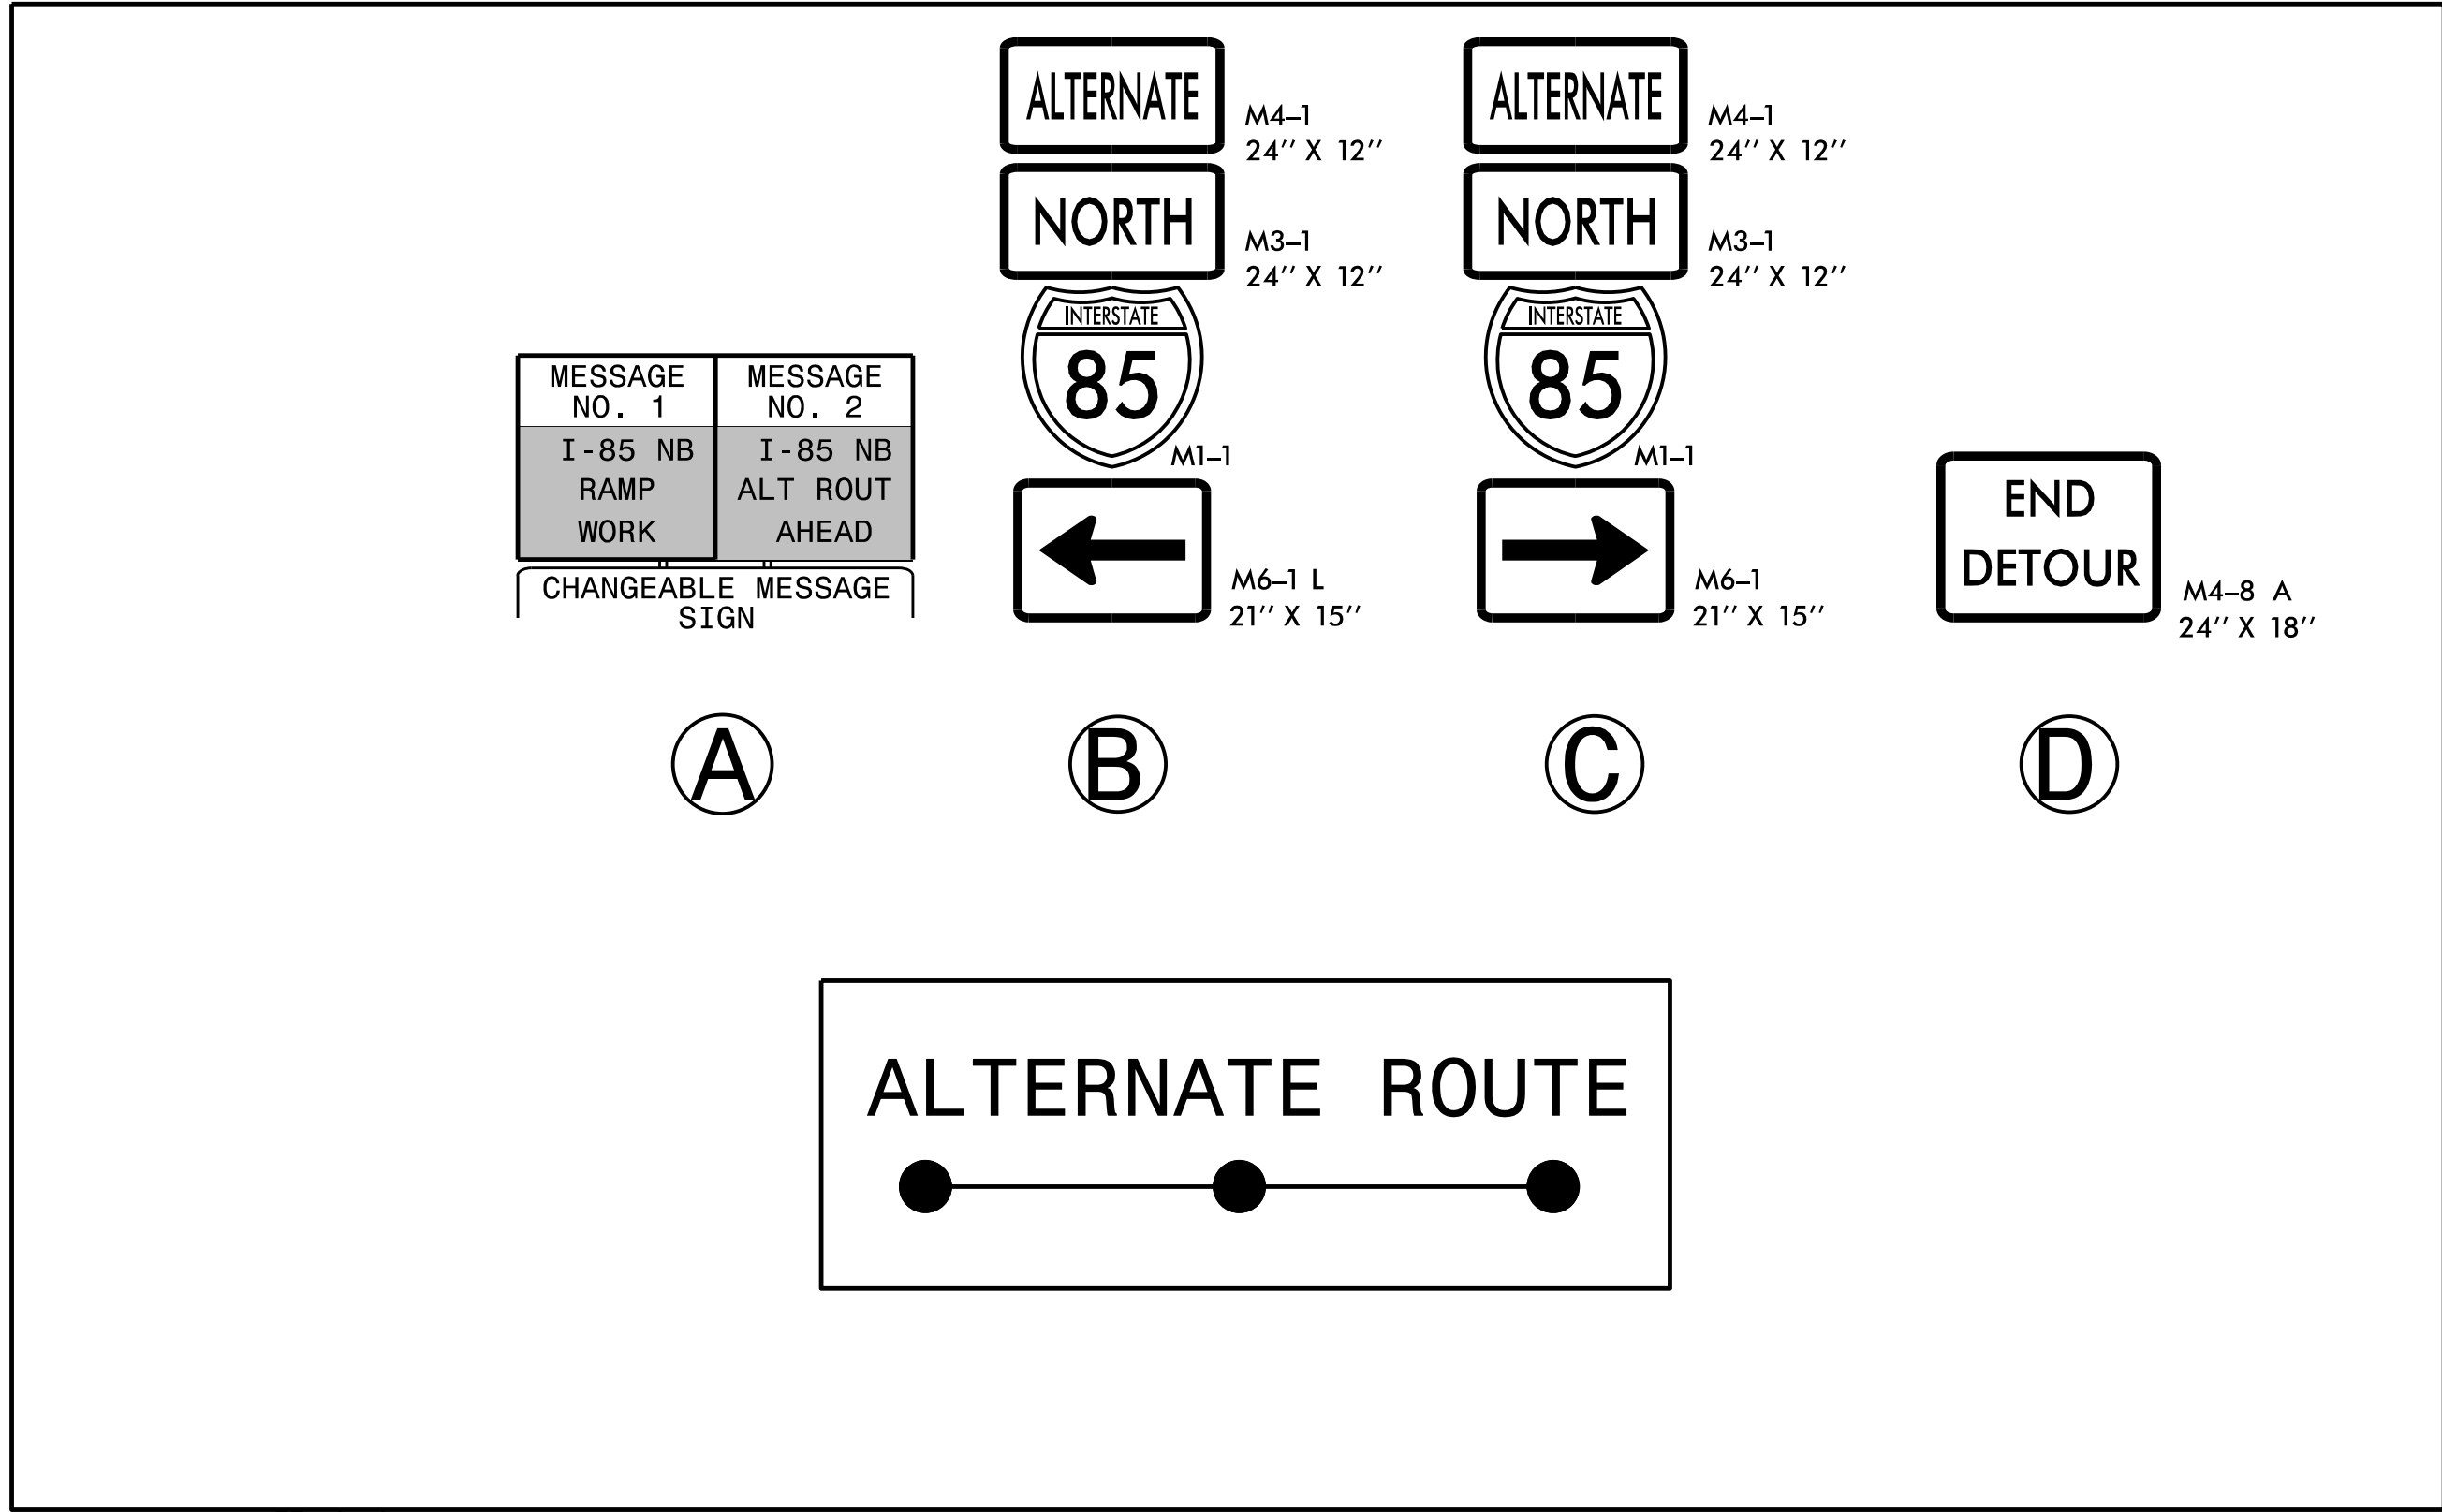 MESSAGE NO. 1
I-85 NB
RAMP
WORK
MESSAGE NO. 2
I-85 NB
ALT ROUT
AHEAD
CHANGEABLE MESSAGE
SIGN
A
ALTERNATE
M4-1
24'' X 12''
NORTH
M3-1
24'' X 12''
INTERSTATE
85
M1-1
M6-1 L
21'' X 15''
B
ALTERNATE
M4-1
24'' X 12''
NORTH
M3-1
24'' X 12''
INTERSTATE
85
M1-1
M6-1
21'' X 15''
C
END
DETOUR
M4-8 A
24'' X 18''
D
ALTERNATE ROUTE